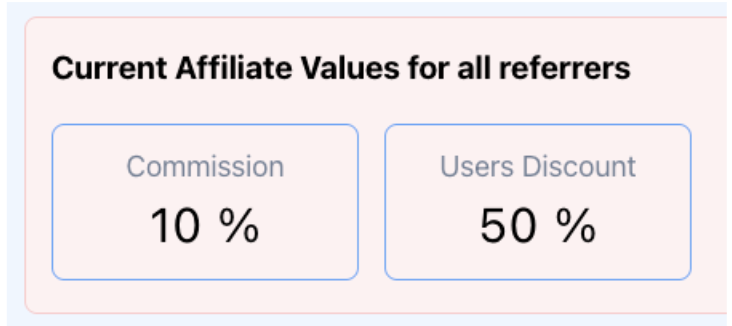 Current Affiliate Values for all referrers
Commission
10 %
Users Discount
50 %